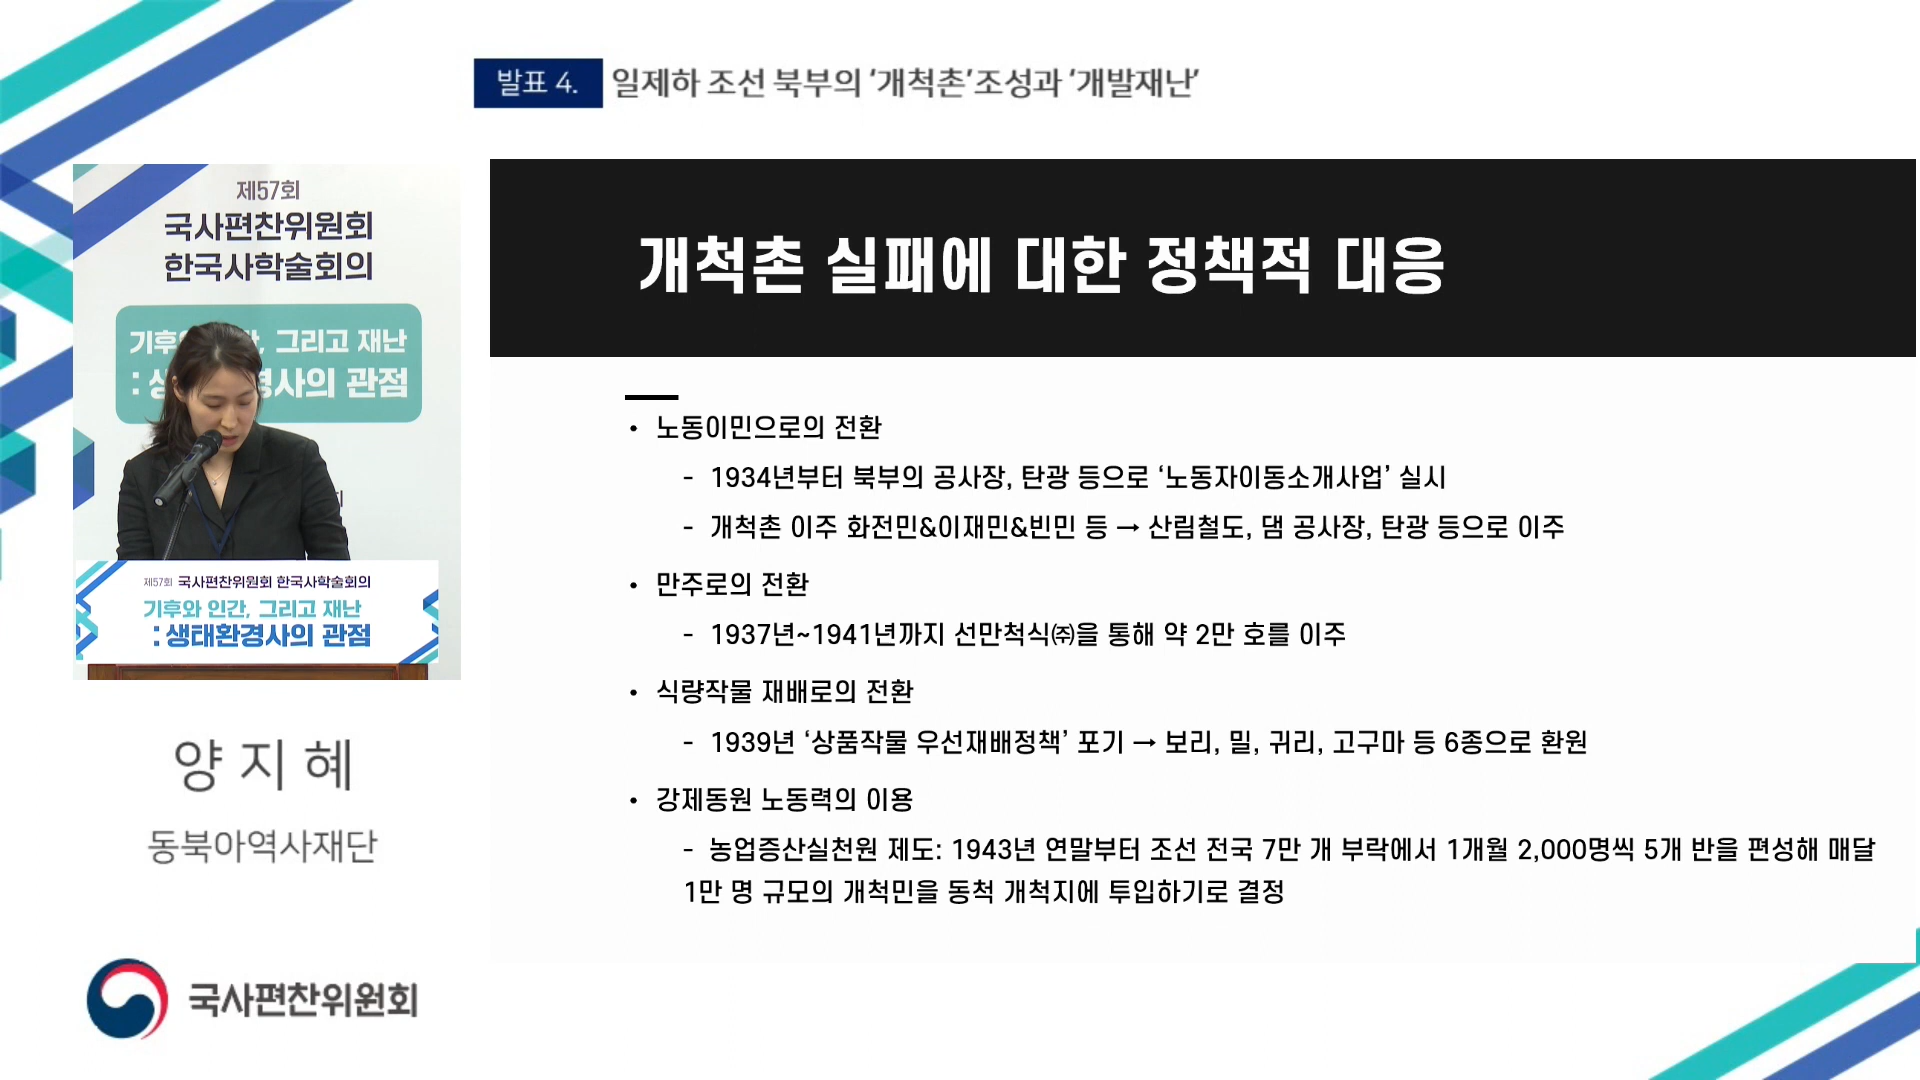 발표 4. 일제하 조선 북부의 ‘개척촌’조성과 ‘개발재난’
제57회
국사편찬위원회
한국사학술회의
그리고 재난
경사의 관점
제57회 국사편찬위원회 한국사학술회의
기후와 인간, 그리고 재난
: 생태환경사의 관점
양지혜
동북아역사재단
국사편찬위원회
개척촌 실패에 대한 정책적 대응
• 노동이민으로의 전환
- 1934년부터 북부의 공사장, 탄광 등으로 ‘노동자이동소개사업’ 실시
- 개척촌 이주 화전민&이재민&빈민 등 → 산림철도, 댐 공사장, 탄광 등으로 이주
• 만주로의 전환
- 1937년~1941년까지 선만척식㈜을 통해 약 2만 호를 이주
• 식량작물 재배로의 전환
- 1939년 ‘상품작물 우선재배정책’ 포기 → 보리, 밀, 귀리, 고구마 등 6종으로 환원
• 강제동원 노동력의 이용
- 농업증산실천원 제도: 1943년 연말부터 조선 전국 7만 개 부락에서 1개월 2,000명씩 5개 반을 편성해 매달
1만 명 규모의 개척민을 동척 개척지에 투입하기로 결정